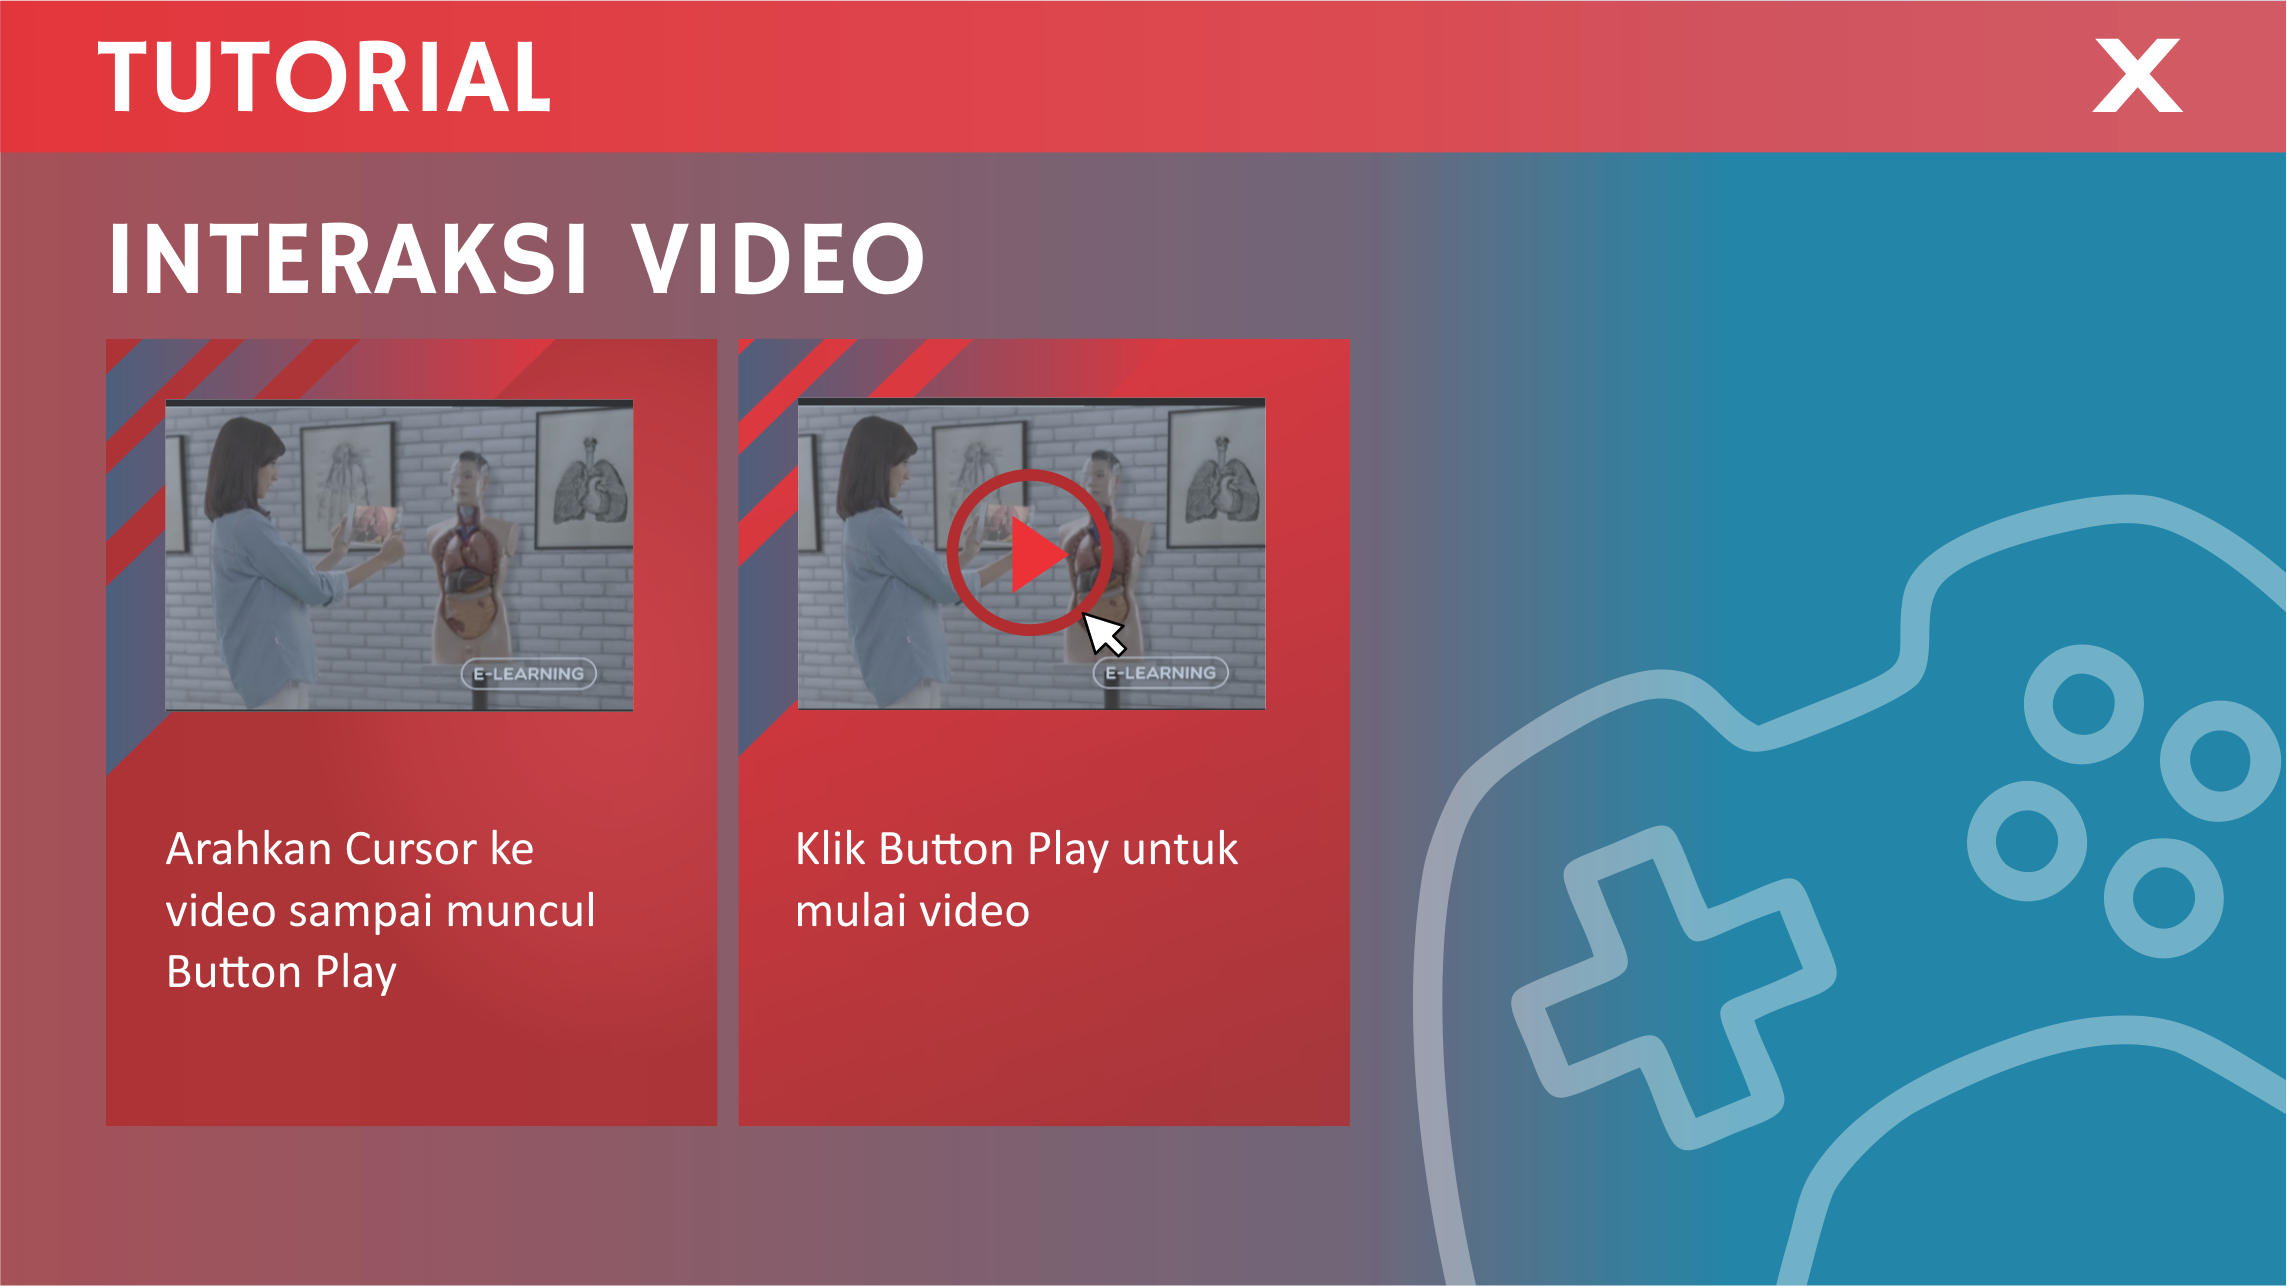 TUTORIAL
X
INTERAKSI VIDEO
E-LEARNING
E-LEARNING
Arahkan Cursor ke
video sampai muncul
Button Play
Klik Button Play untuk
mulai video